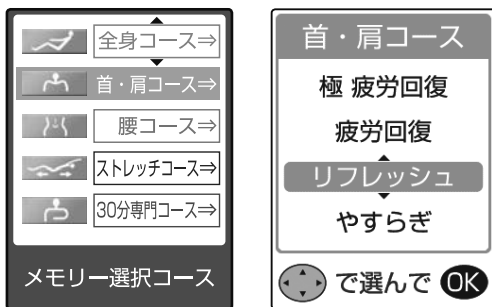 全身コース⇒
首・肩コース⇒
腰コース⇒
ストレッチコース⇒
30分専門コース⇒
メモリー選択コース
首・肩コース
極 疲労回復
疲労回復
リフレッシュ
やすらぎ
で選んで OK